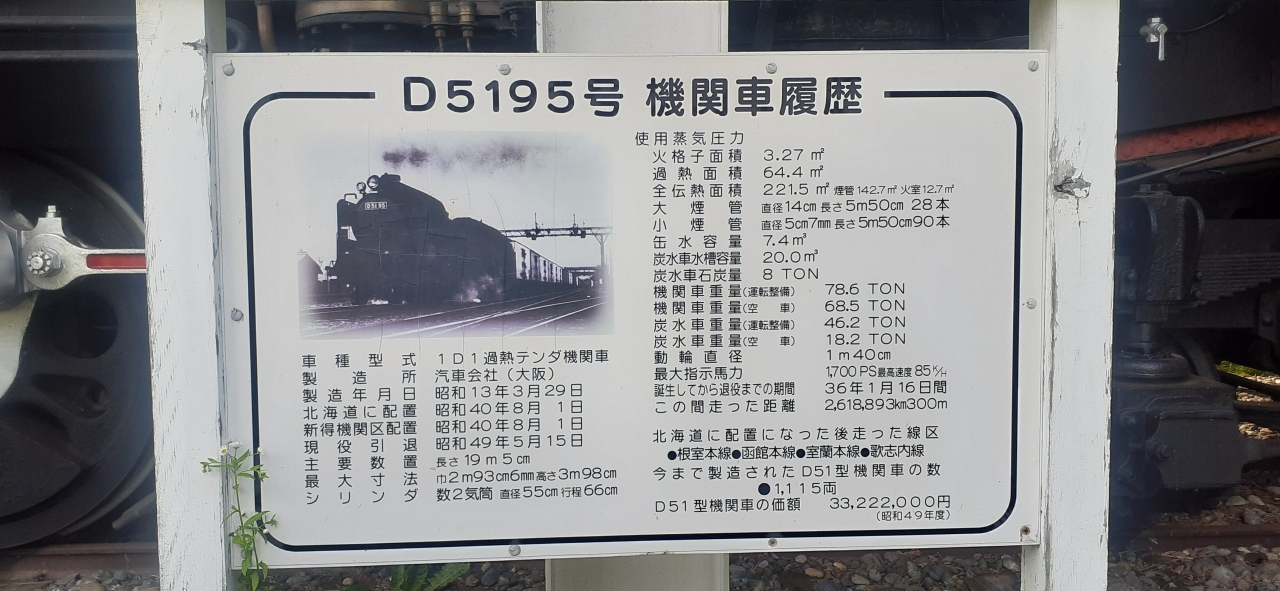 D5195号 機関車履歴
D51 95
車種型式 1D1過熱テンダ機関車
製造所 汽車会社(大阪)
製造年月日 昭和13年3月29日
北海道に配置 昭和40年8月 1日
新得機関区配置 昭和40年8月 1日
現役引退 昭和49年5月15日
主要数置 長さ19m5cm
最大寸法 巾2m93cm6mm高さ3m98cm
シリンダ 数2気筒 直径55cm行程66cm
使用蒸気圧力
火格子面積 3.27㎡
過熱面積 64.4㎡
全伝熱面積 221.5㎡ 煙管142.7㎡ 火室12.7㎡
大煙管 直径14cm長さ5m50cm 28本
小煙管 直径5cm7mm長さ5m50cm90本
缶水容量 7.4㎥
炭水車水槽容量 20.0㎥
炭水車石炭量 8 TON
機関車重量(運転整備) 78.6 TON
機関車重量(空車) 68.5 TON
炭水車重量(運転整備) 46.2 TON
炭水車重量(空車) 18.2 TON
動輪直径 1m40cm
最大指示馬力 1,700PS最高速度85㎞/H
誕生してから退役までの期間 36年1月16日間
この間走った距離 2,618,893km300m
北海道に配置になった後走った線区
●根室本線●函館本線●室蘭本線●歌志内線
今まで製造されたD51型機関車の数
●1,115両
D51型機関車の価額 33,222,000円
(昭和49年度)